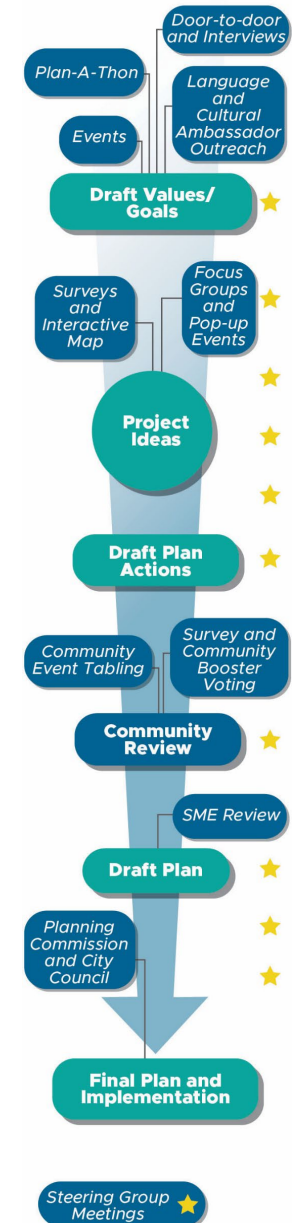 Door-to-door
and Interviews
Plan-A-Thon
Language
and
Cultural
Ambassador
Outreach
Events
Draft Values/
Goals
Surveys
and
Interactive
Map
Focus
Groups
and
Pop-up
Events
Project
Ideas
Draft Plan
Actions
Community
Event Tabling
Survey and
Community
Booster
Voting
Community
Review
SME Review
Draft Plan
Planning
Commission
and City
Council
Final Plan and
Implementation
Steering Group
Meetings